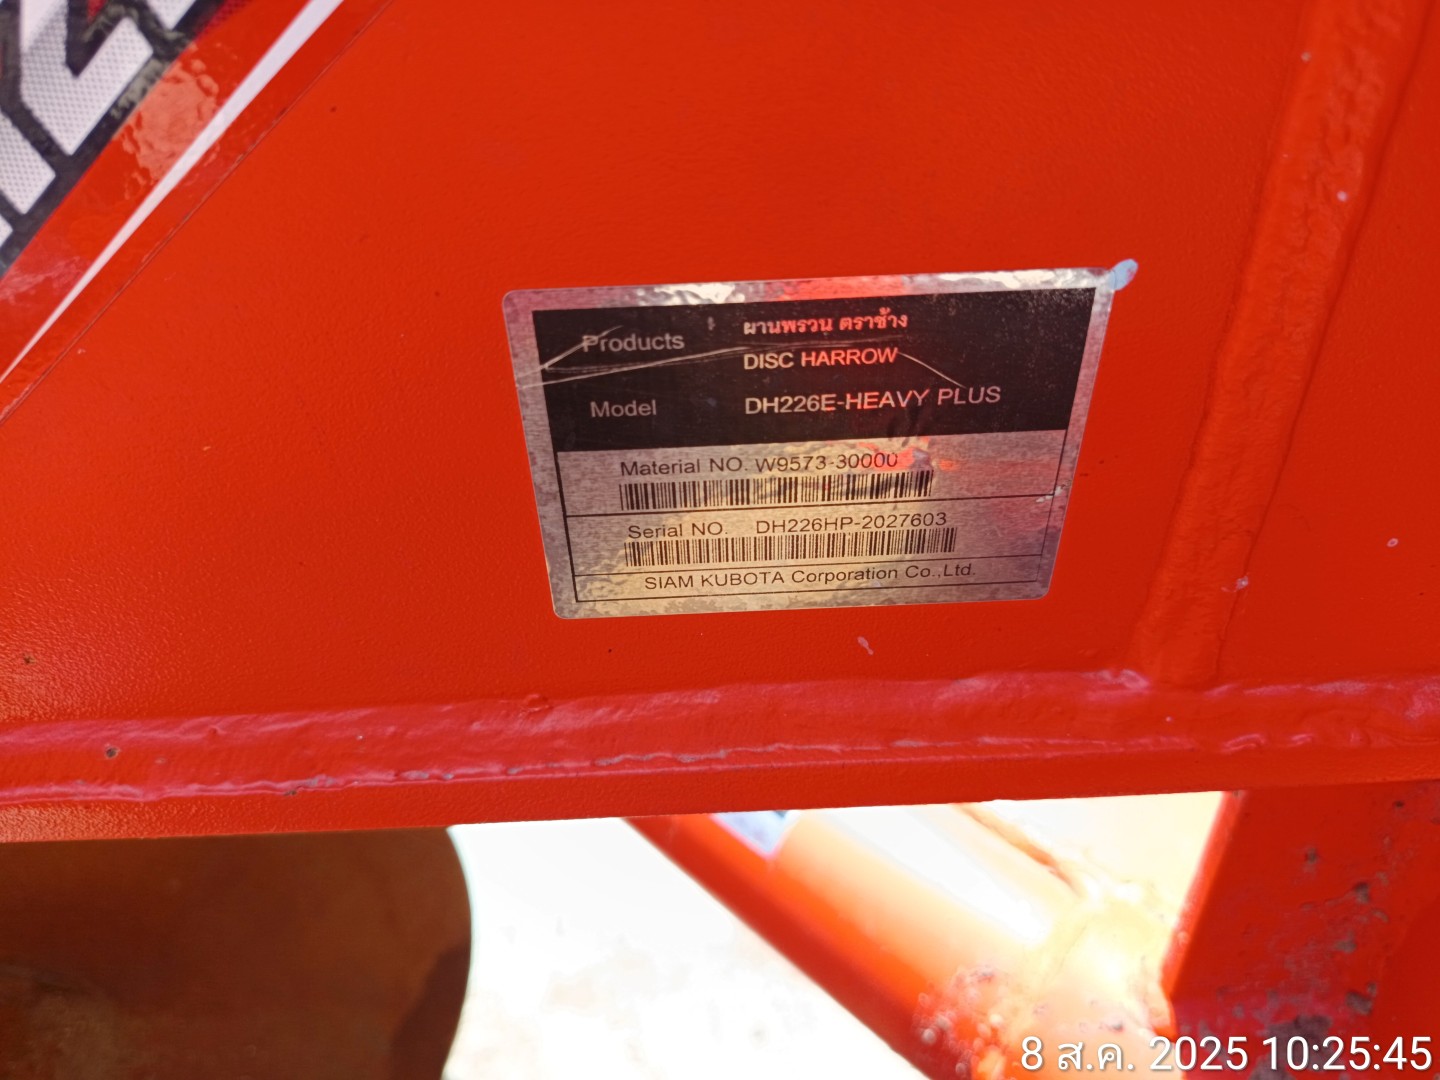 Products ผานพรวน ตราช้าง
DISC HARROW
Model DH226E-HEAVY PLUS
Material NO. W9573-30000
Serial NO. DH226HP-2027603
SIAM KUBOTA Corporation Co.,Ltd.
8 ส.ค. 2025 10:25:45